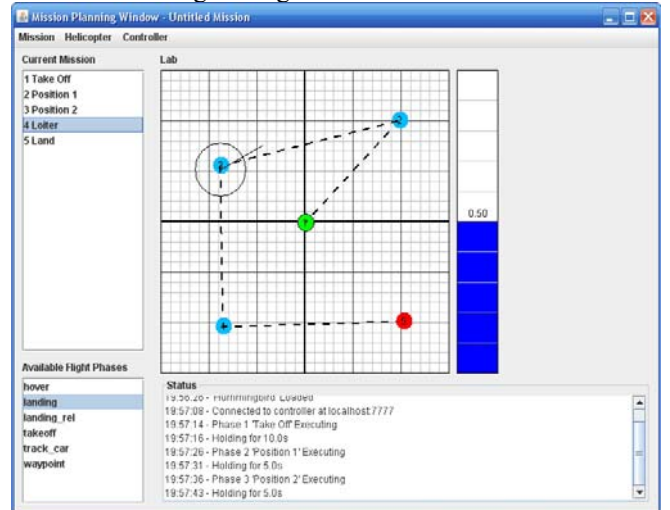 Mission Planning Window - Untitled Mission
Mission Helicopter Controller
Current Mission
1 Take Off
2 Position 1
3 Position 2
4 Loiter
5 Land
Lab
0.50
Available Flight Phases
hover
landing
landing_rel
takeoff
track_car
waypoint
Status
19:56:26 - Hummingbird Loaded
19:57:08 - Connected to controller at localhost:7777
19:57:14 - Phase 1 'Take Off' Executing
19:57:16 - Holding for 10.0s
19:57:26 - Phase 2 'Position 1' Executing
19:57:31 - Holding for 5.0s
19:57:36 - Phase 3 'Position 2' Executing
19:57:43 - Holding for 5.0s